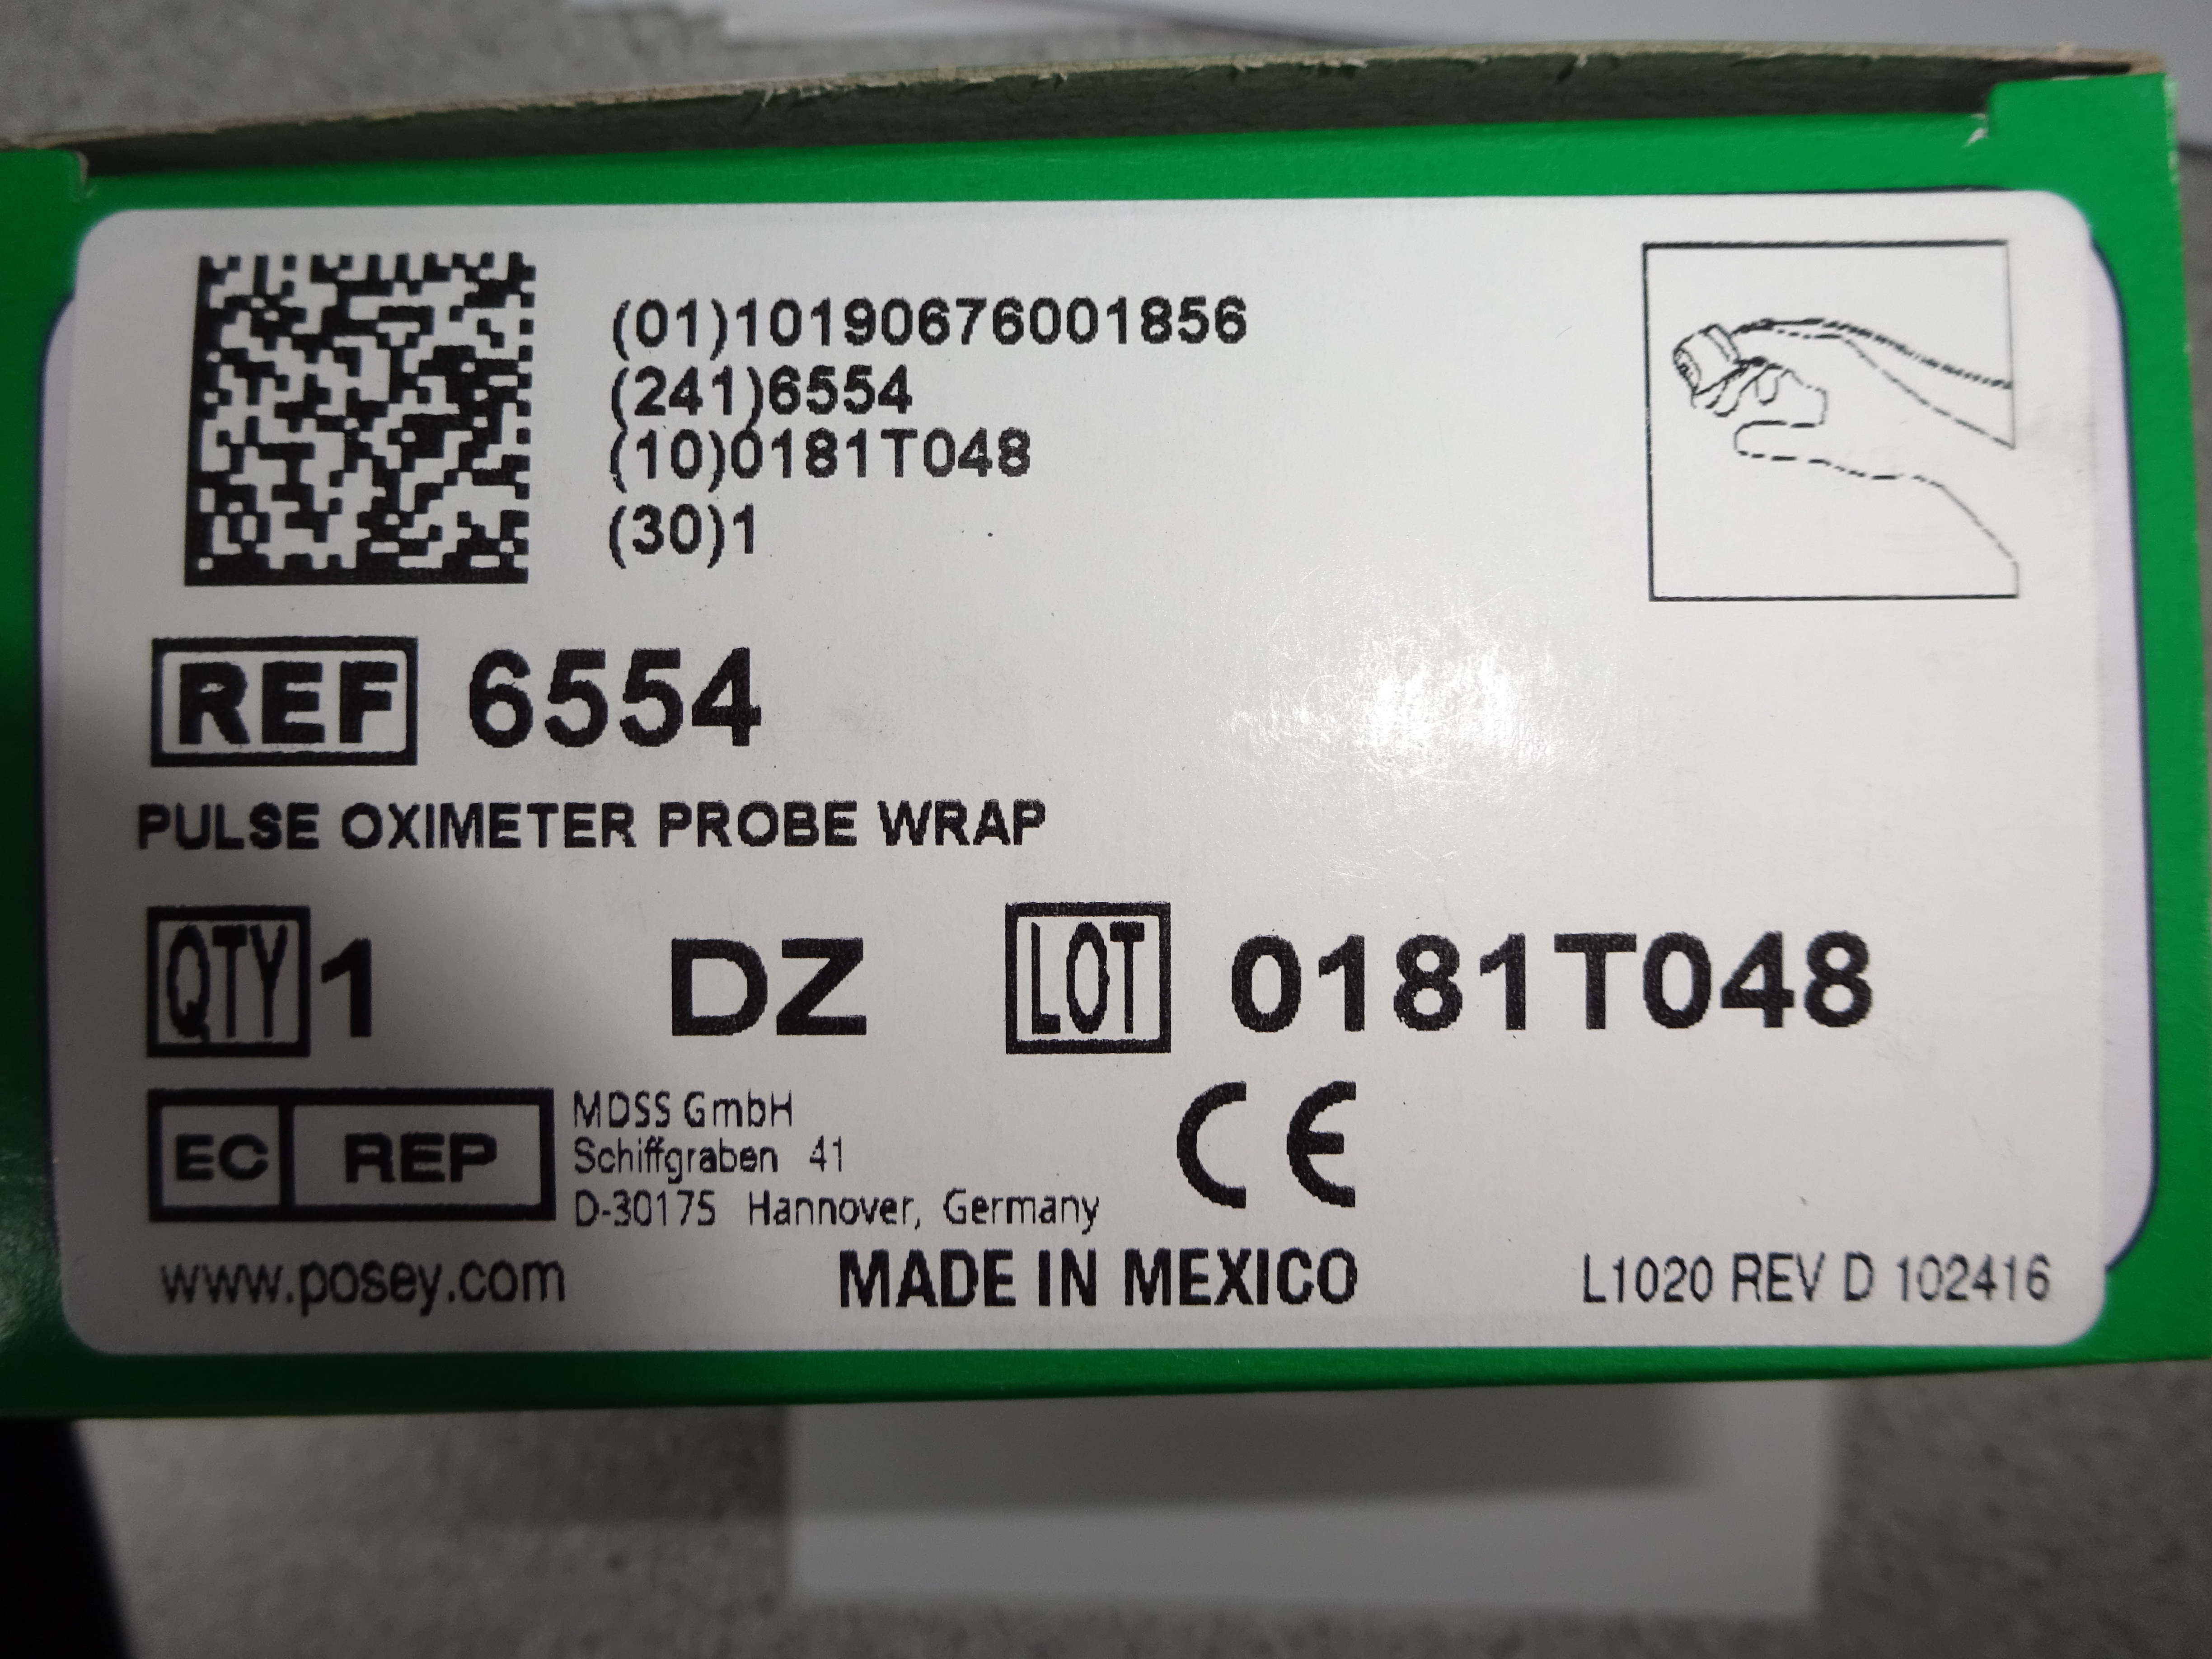 (01)10190676001856
(241)6554
(10)0181T048
(30)1
REF 6554
PULSE OXIMETER PROBE WRAP
QTY 1 DZ LOT 0181T048
EC REP
MDSS GmbH
Schiffgraben 41
D-30175 Hannover, Germany
CE
www.posey.com MADE IN MEXICO L1020 REV D 102416